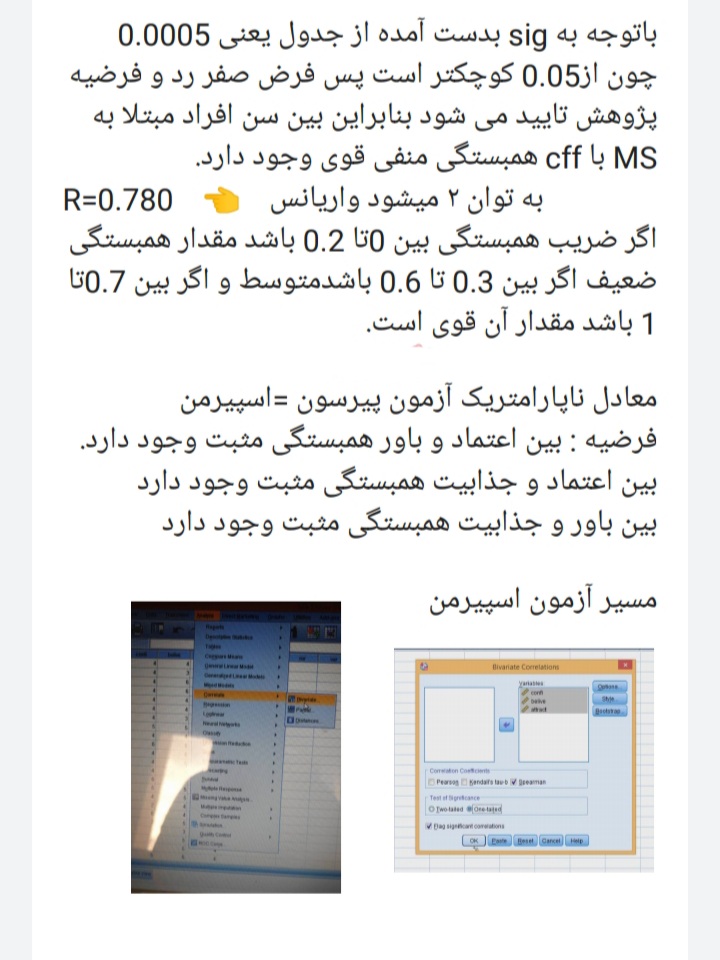 باتوجه به sig بدست آمده از جدول یعنی 0.0005
چون از0.05 کوچکتر است پس فرض صفر رد و فرضیه
پژوهش تایید می شود بنابراین بین سن افراد مبتلا به
MS با cff همبستگی منفی قوی وجود دارد.
به توان ۲ میشود واریانس 👈 R=0.780
اگر ضریب همبستگی بین 0تا 0.2 باشد مقدار همبستگی
ضعیف اگر بین 0.3 تا 0.6 باشدمتوسط و اگر بین 0.7تا
1 باشد مقدار آن قوی است.
معادل ناپارامتریک آزمون پیرسون =اسپیرمن
فرضیه : بین اعتماد و باور همبستگی مثبت وجود دارد.
بین اعتماد و جذابیت همبستگی مثبت وجود دارد
بین باور و جذابیت همبستگی مثبت وجود دارد
مسیر آزمون اسپیرمن
Reports
Descriptive Statistics
Tables
Compare Means
General Linear Model
Generalized Linear Models
Mixed Models
Correlate
Regression
Loglinear
Neural Networks
Classify
Dimension Reduction
Scale
Nonparametric Tests
Forecasting
Survival
Multiple Response
Missing Value Analysis...
Multiple Imputation
Complex Samples
Simulation...
Quality Control
ROC Curve...
Bivariate...
Partial...
Distances...
Bivariate Correlations
Variables
confi
belive
attract
Options...
Style...
Bootstrap...
Correlation Coefficients
Pearson Kendall's tau-b Spearman
Test of Significance
Two-tailed One-tailed
Flag significant correlations
OK Paste Reset Cancel Help